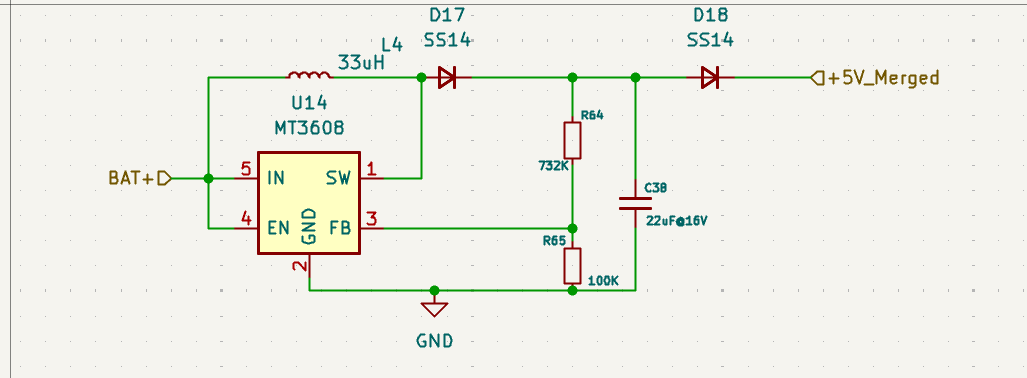 D17
SS14
D18
SS14
L4
33uH
+5V_Merged
U14
MT3608
R64
732K
BAT+
5
IN
SW
1
4
EN
GND
FB
3
2
C38
22uF@16V
R65
100K
GND